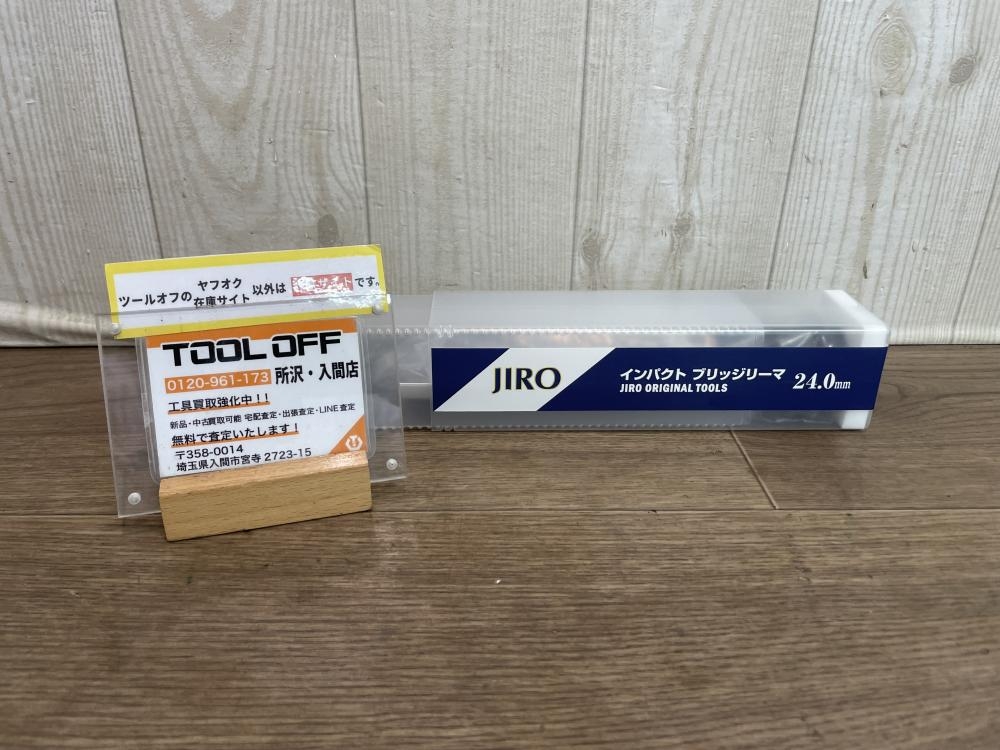 ツールオフの ヤフオク 在庫サイト 以外は サイト です。
TOOL OFF
0120-961-173 所沢・入間店
工具買取強化中！！
新品・中古買取可能 宅配査定・出張査定・LINE査定
無料で査定いたします！
〒358-0014
埼玉県入間市宮寺 2723-15
JIRO
インパクト ブリッジリーマ 24.0mm
JIRO ORIGINAL TOOLS